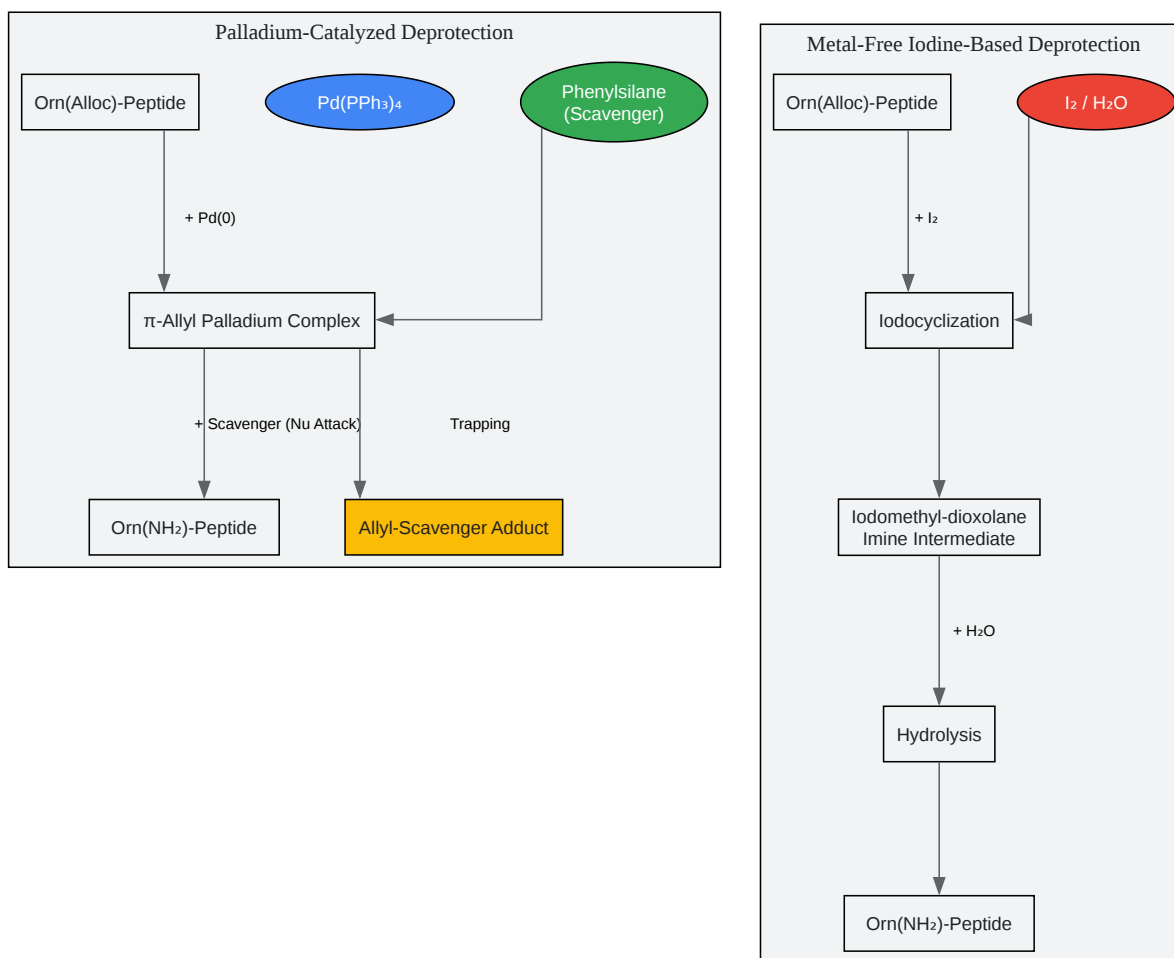 Palladium-Catalyzed Deprotection
Orn(Alloc)-Peptide
Pd(PPh₃)₄
Phenylsilane
(Scavenger)
+ Pd(0)
π-Allyl Palladium Complex
+ Scavenger (Nu Attack)
Trapping
Orn(NH₂)-Peptide
Allyl-Scavenger Adduct
Metal-Free Iodine-Based Deprotection
Orn(Alloc)-Peptide
I₂ / H₂O
+ I₂
Iodocyclization
Iodomethyl-dioxolane
Imine Intermediate
+ H₂O
Hydrolysis
Orn(NH₂)-Peptide